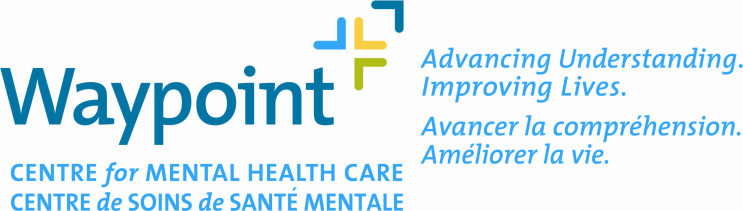 Waypoint
CENTRE for MENTAL HEALTH CARE
CENTRE de SOINS de SANTÉ MENTALE
Advancing Understanding.
Improving Lives.
Avancer la compréhension.
Améliorer la vie.